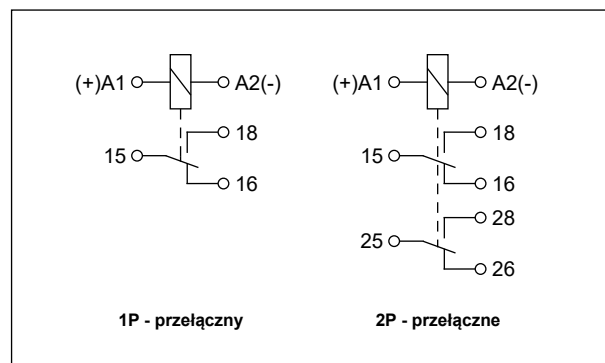 (+)A1 A2(-)
18
15
16
1P - przełączny
(+)A1 A2(-)
18
15
16
28
25
26
2P - przełączne